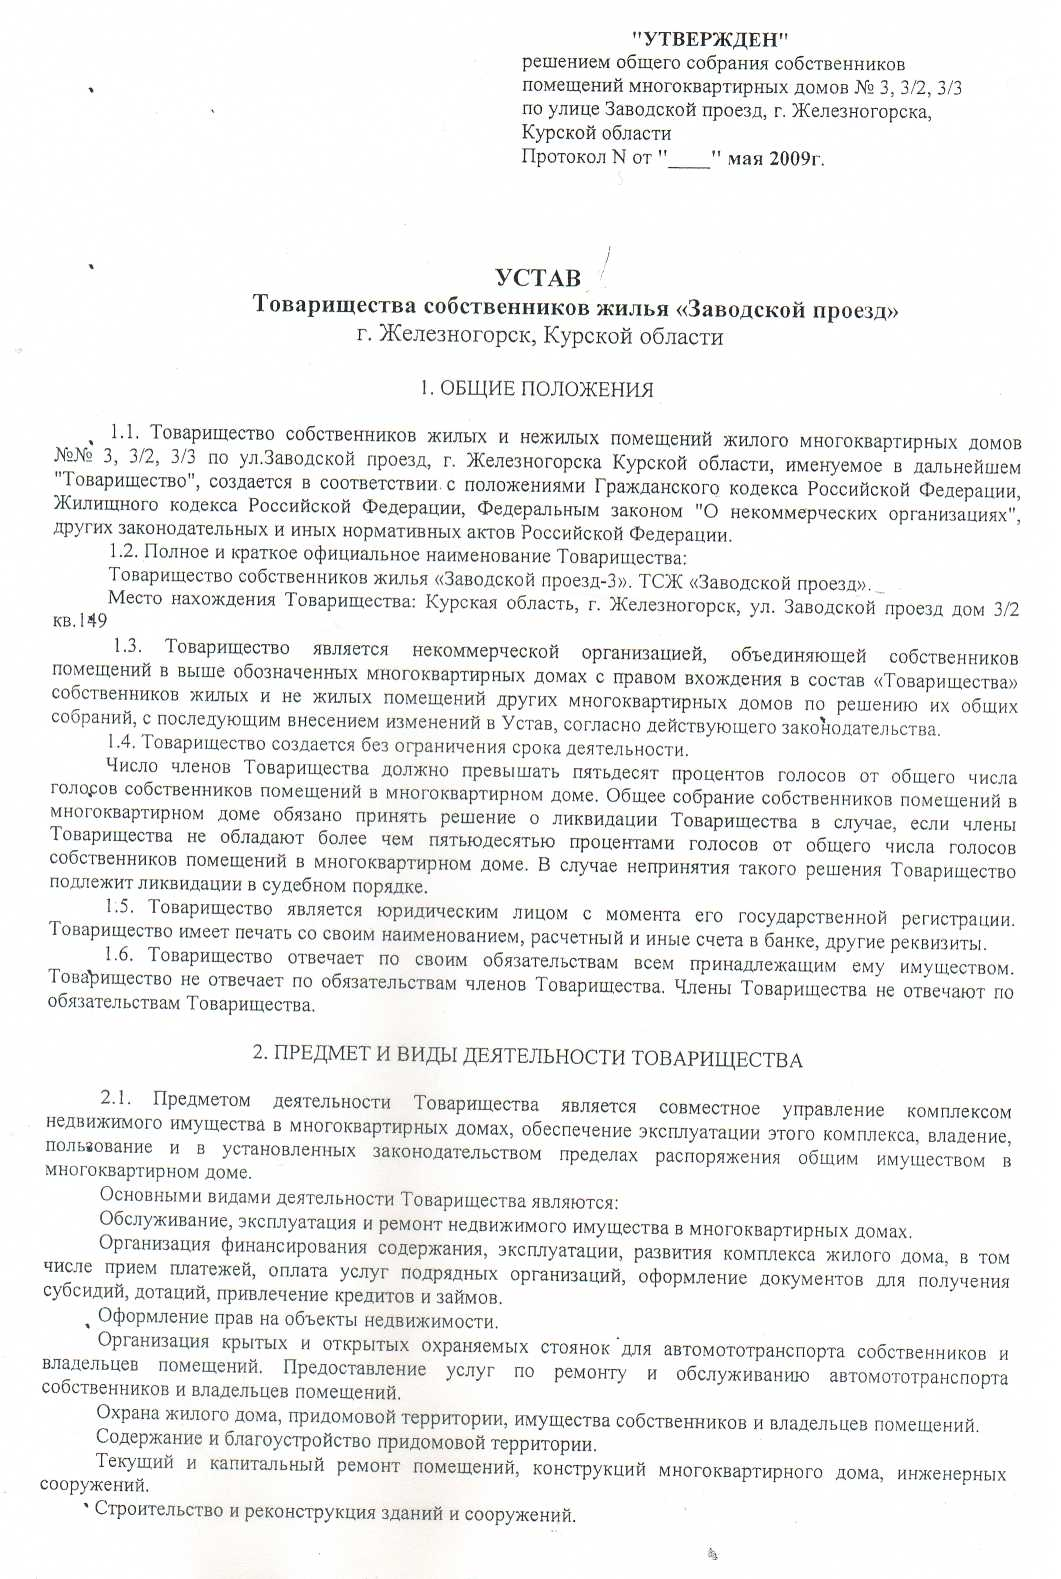 "УТВЕРЖДЕН"
решением общего собрания собственников
помещений многоквартирных домов № 3, 3/2, 3/3
по улице Заводской проезд, г. Железногорска,
Курской области
Протокол N от "____" мая 2009г.
УСТАВ
Товарищества собственников жилья «Заводской проезд»
г. Железногорск, Курской области
1. ОБЩИЕ ПОЛОЖЕНИЯ
1.1. Товарищество собственников жилых и нежилых помещений жилого многоквартирных домов
№№ 3, 3/2, 3/3 по ул.Заводской проезд, г. Железногорска Курской области, именуемое в дальнейшем
"Товарищество", создается в соответствии с положениями Гражданского кодекса Российской Федерации,
Жилищного кодекса Российской Федерации, Федеральным законом "О некоммерческих организациях",
других законодательных и иных нормативных актов Российской Федерации.
1.2. Полное и краткое официальное наименование Товарищества:
Товарищество собственников жилья «Заводской проезд-3». ТСЖ «Заводской проезд».
Место нахождения Товарищества: Курская область, г. Железногорск, ул. Заводской проезд дом 3/2
кв.149
1.3. Товарищество является некоммерческой организацией, объединяющей собственников
помещений в выше обозначенных многоквартирных домах с правом вхождения в состав «Товарищества»
собственников жилых и не жилых помещений других многоквартирных домов по решению их общих
собраний, с последующим внесением изменений в Устав, согласно действующего законодательства.
1.4. Товарищество создается без ограничения срока деятельности.
Число членов Товарищества должно превышать пятьдесят процентов голосов от общего числа
голосов собственников помещений в многоквартирном доме. Общее собрание собственников помещений в
многоквартирном доме обязано принять решение о ликвидации Товарищества в случае, если члены
Товарищества не обладают более чем пятьюдесятью процентами голосов от общего числа голосов
собственников помещений в многоквартирном доме. В случае непринятия такого решения Товарищество
подлежит ликвидации в судебном порядке.
1.5. Товарищество является юридическим лицом с момента его государственной регистрации.
Товарищество имеет печать со своим наименованием, расчетный и иные счета в банке, другие реквизиты.
1.6. Товарищество отвечает по своим обязательствам всем принадлежащим ему имуществом.
Товарищество не отвечает по обязательствам членов Товарищества. Члены Товарищества не отвечают по
обязательствам Товарищества.
2. ПРЕДМЕТ И ВИДЫ ДЕЯТЕЛЬНОСТИ ТОВАРИЩЕСТВА
2.1. Предметом деятельности Товарищества является совместное управление комплексом
недвижимого имущества в многоквартирных домах, обеспечение эксплуатации этого комплекса, владение,
пользование и в установленных законодательством пределах распоряжения общим имуществом в
многоквартирном доме.
Основными видами деятельности Товарищества являются:
Обслуживание, эксплуатация и ремонт недвижимого имущества в многоквартирных домах.
Организация финансирования содержания, эксплуатации, развития комплекса жилого дома, в том
числе прием платежей, оплата услуг подрядных организаций, оформление документов для получения
субсидий, дотаций, привлечение кредитов и займов.
Оформление прав на объекты недвижимости.
Организация крытых и открытых охраняемых стоянок для автомототранспорта собственников и
владельцев помещений. Предоставление услуг по ремонту и обслуживанию автомототранспорта
собственников и владельцев помещений.
Охрана жилого дома, придомовой территории, имущества собственников и владельцев помещений.
Содержание и благоустройство придомовой территории.
Текущий и капитальный ремонт помещений, конструкций многоквартирного дома, инженерных
сооружений.
Строительство и реконструкция зданий и сооружений.